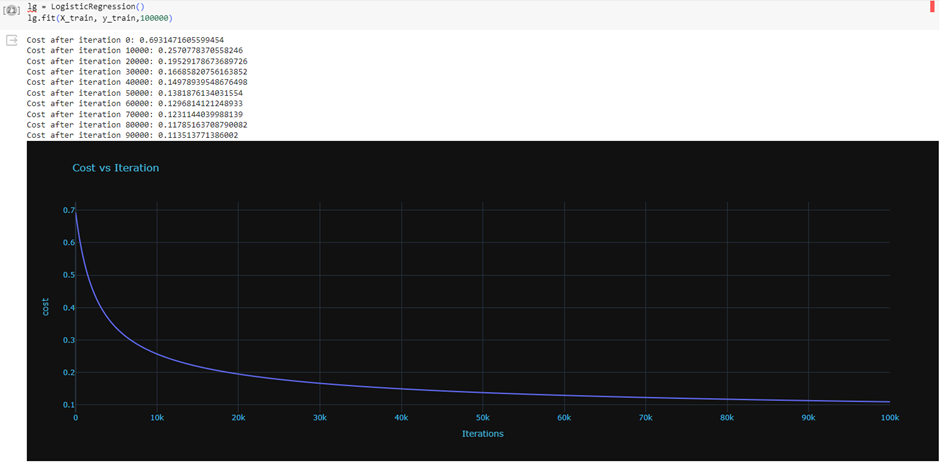 lg = LogisticRegression()
lg.fit(X_train, y_train,100000)
Cost after iteration 0: 0.6931471605599454
Cost after iteration 10000: 0.2570778370558246
Cost after iteration 20000: 0.19529178673689726
Cost after iteration 30000: 0.16685820756163852
Cost after iteration 40000: 0.14978939548676498
Cost after iteration 50000: 0.1381876134031554
Cost after iteration 60000: 0.1296814121248933
Cost after iteration 70000: 0.1231144039988139
Cost after iteration 80000: 0.11785163708790082
Cost after iteration 90000: 0.113513771386002
Cost vs Iteration
0.7
0.6
0.5
0.4
0.3
0.2
0.1
cost
0 10k 20k 30k 40k 50k 60k 70k 80k 90k 100k
Iterations